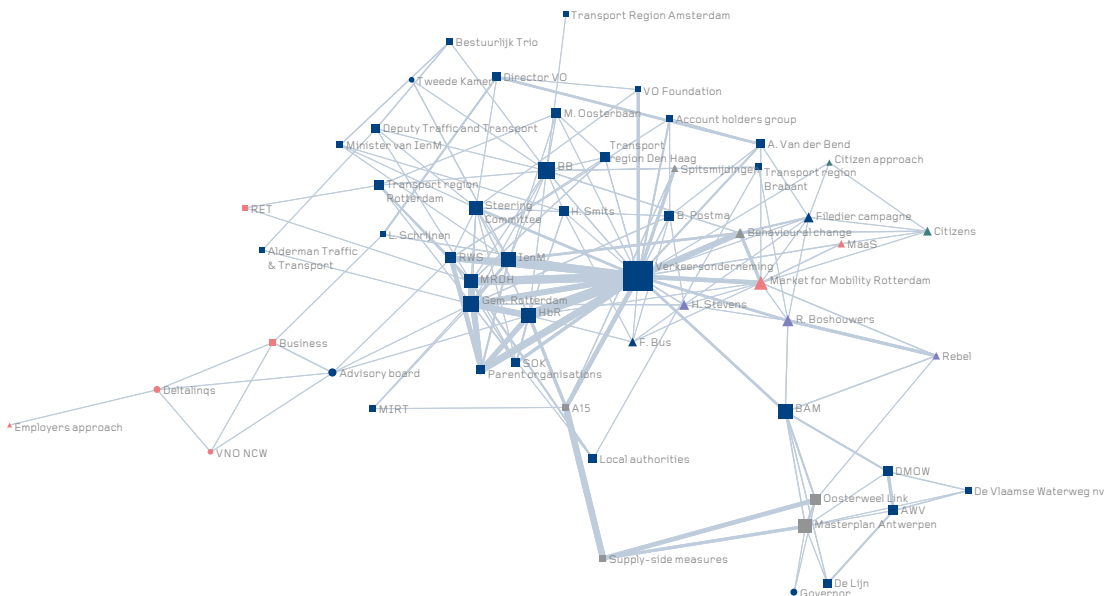 Transport Region Amsterdam
Bestuurlijk Trio
Tweede Kamer
Director VO
VO Foundation
M. Oosterbaan
Account holders group
Deputy Traffic and Transport
Minister van IenM
Transport
region Den Haag
A. Van der Bend
Citizen approach
BB
Spitsmijdingen
Transport region
Brabant
Transport region
Rotterdam
RET
Steering
Committee
H. Smits
B. Postma
Filedier campagne
L. Schrijnen
Behavioural change
Citizens
MaaS
Alderman Traffic
& Transport
RWS
IenM
Verkeersonderneming
MRDH
Market for Mobility Rotterdam
Gem. Rotterdam
HbR
H. Stevens
R. Boshouwers
Business
F. Bus
Rebel
SOK
Advisory board
Parent organisations
Deltalinqs
MIRT
A15
BAM
Employers approach
VNO NCW
Local authorities
DMOW
De Vlaamse Waterweg nv
Oosterweel Link
AWV
Masterplan Antwerpen
Supply-side measures
De Lijn
Governor